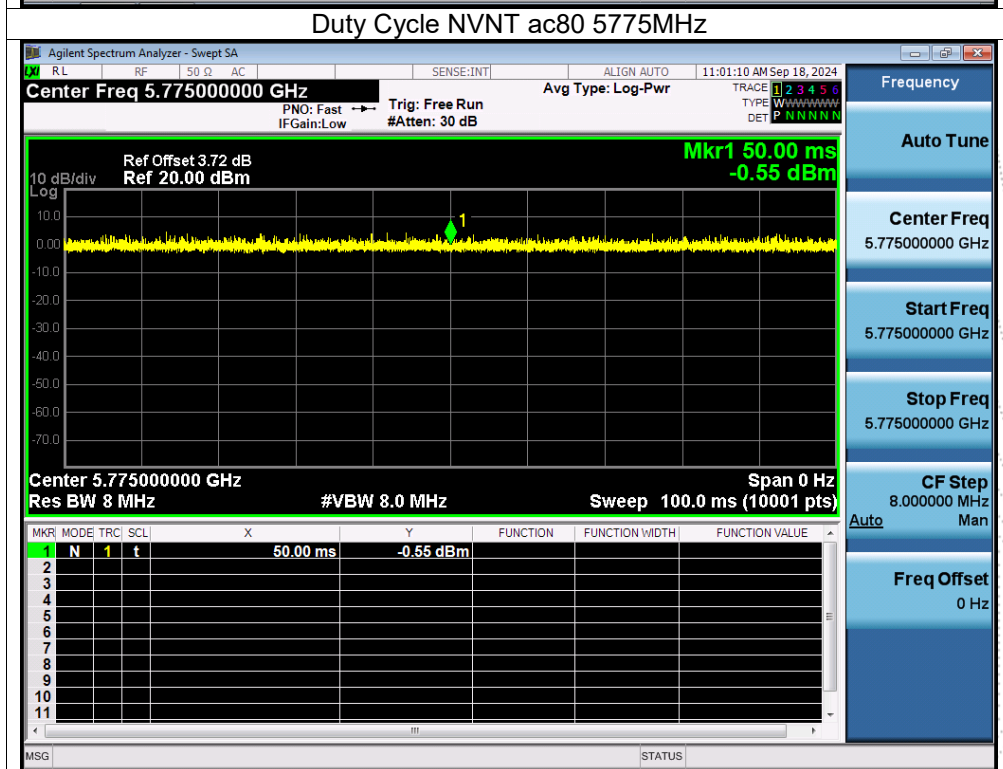 Duty Cycle NVNT ac80 5775MHz
Agilent Spectrum Analyzer - Swept SA
LXI RL RF 50 Ω AC SENSE:INT ALIGN AUTO 11:01:10 AM Sep 18, 2024
Center Freq 5.775000000 GHz
PNO: Fast
IFGain:Low
Trig: Free Run
#Atten: 30 dB
Avg Type: Log-Pwr
TRACE 1 2 3 4 5 6
TYPE WWWWWW
DET P N N N N N
Frequency
Auto Tune
Center Freq
5.775000000 GHz
Start Freq
5.775000000 GHz
Stop Freq
5.775000000 GHz
CF Step
8.000000 MHz
Auto Man
Freq Offset
0 Hz
Mkr1 50.00 ms
-0.55 dBm
Ref Offset 3.72 dB
10 dB/div Ref 20.00 dBm
Log
1
10.0
0.00
-10.0
-20.0
-30.0
-40.0
-50.0
-60.0
-70.0
Center 5.775000000 GHz Span 0 Hz
Res BW 8 MHz #VBW 8.0 MHz Sweep 100.0 ms (10001 pts)
MKR MODE TRC SCL X Y FUNCTION FUNCTION WIDTH FUNCTION VALUE
1 N 1 t 50.00 ms -0.55 dBm
2
3
4
5
6
7
8
9
10
11
MSG STATUS